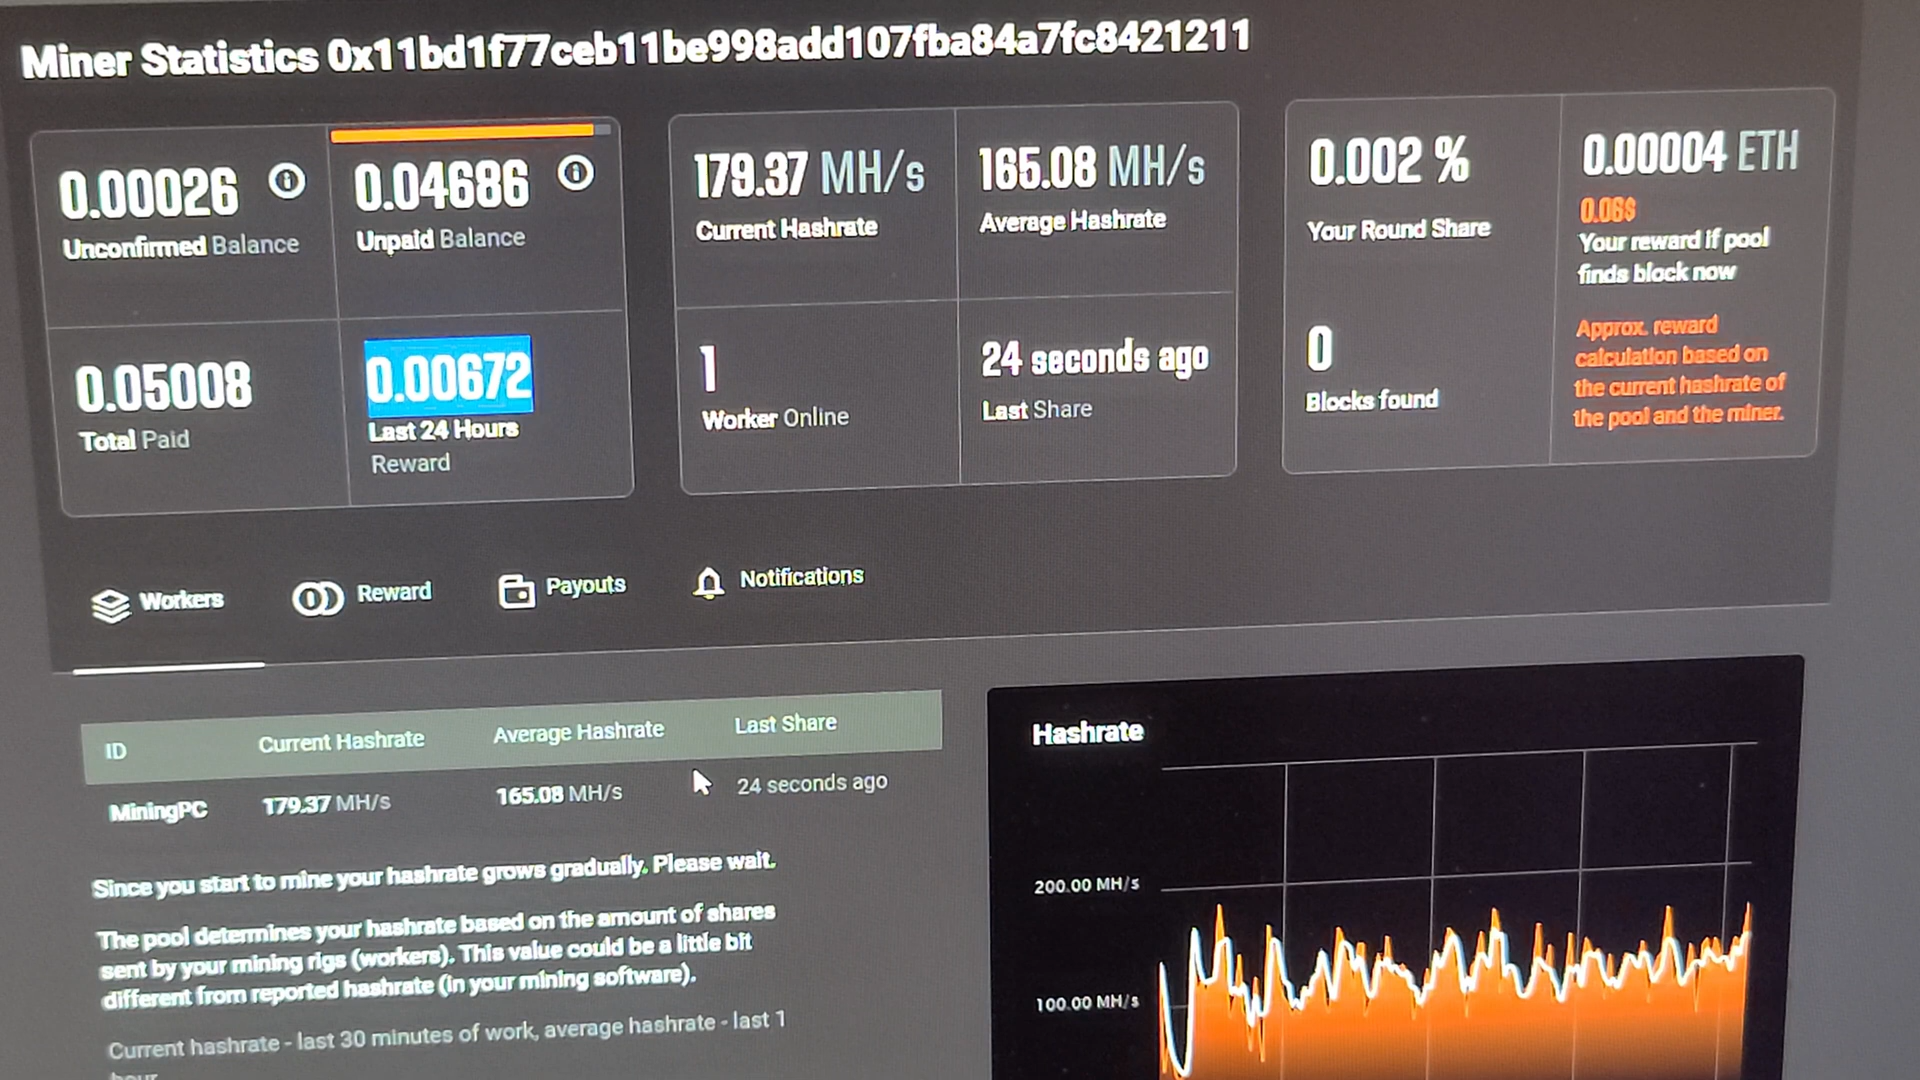 Miner Statistics 0x11bd1f77ceb11be998add107fba84a7fc8421211
0.00026
Unconfirmed Balance
0.04686
Unpaid Balance
0.05008
Total Paid
0.00672
Last 24 Hours
Reward
179.37 MH/s
Current Hashrate
165.08 MH/s
Average Hashrate
1
Worker Online
24 seconds ago
Last Share
0.002 %
Your Round Share
0.00004 ETH
0.06$
Your reward if pool
finds block now
0
Blocks found
Approx. reward
calculation based on
the current hashrate of
the pool and the miner.
Workers
Reward
Payouts
Notifications
ID Current Hashrate Average Hashrate Last Share
MiningPC 179.37 MH/s 165.08 MH/s 24 seconds ago
Since you start to mine your hashrate grows gradually. Please wait.
The pool determines your hashrate based on the amount of shares
sent by your mining rigs (workers). This value could be a little bit
different from reported hashrate (in your mining software).
Current hashrate - last 30 minutes of work, average hashrate - last 1
hour
Hashrate
200.00 MH/s
100.00 MH/s